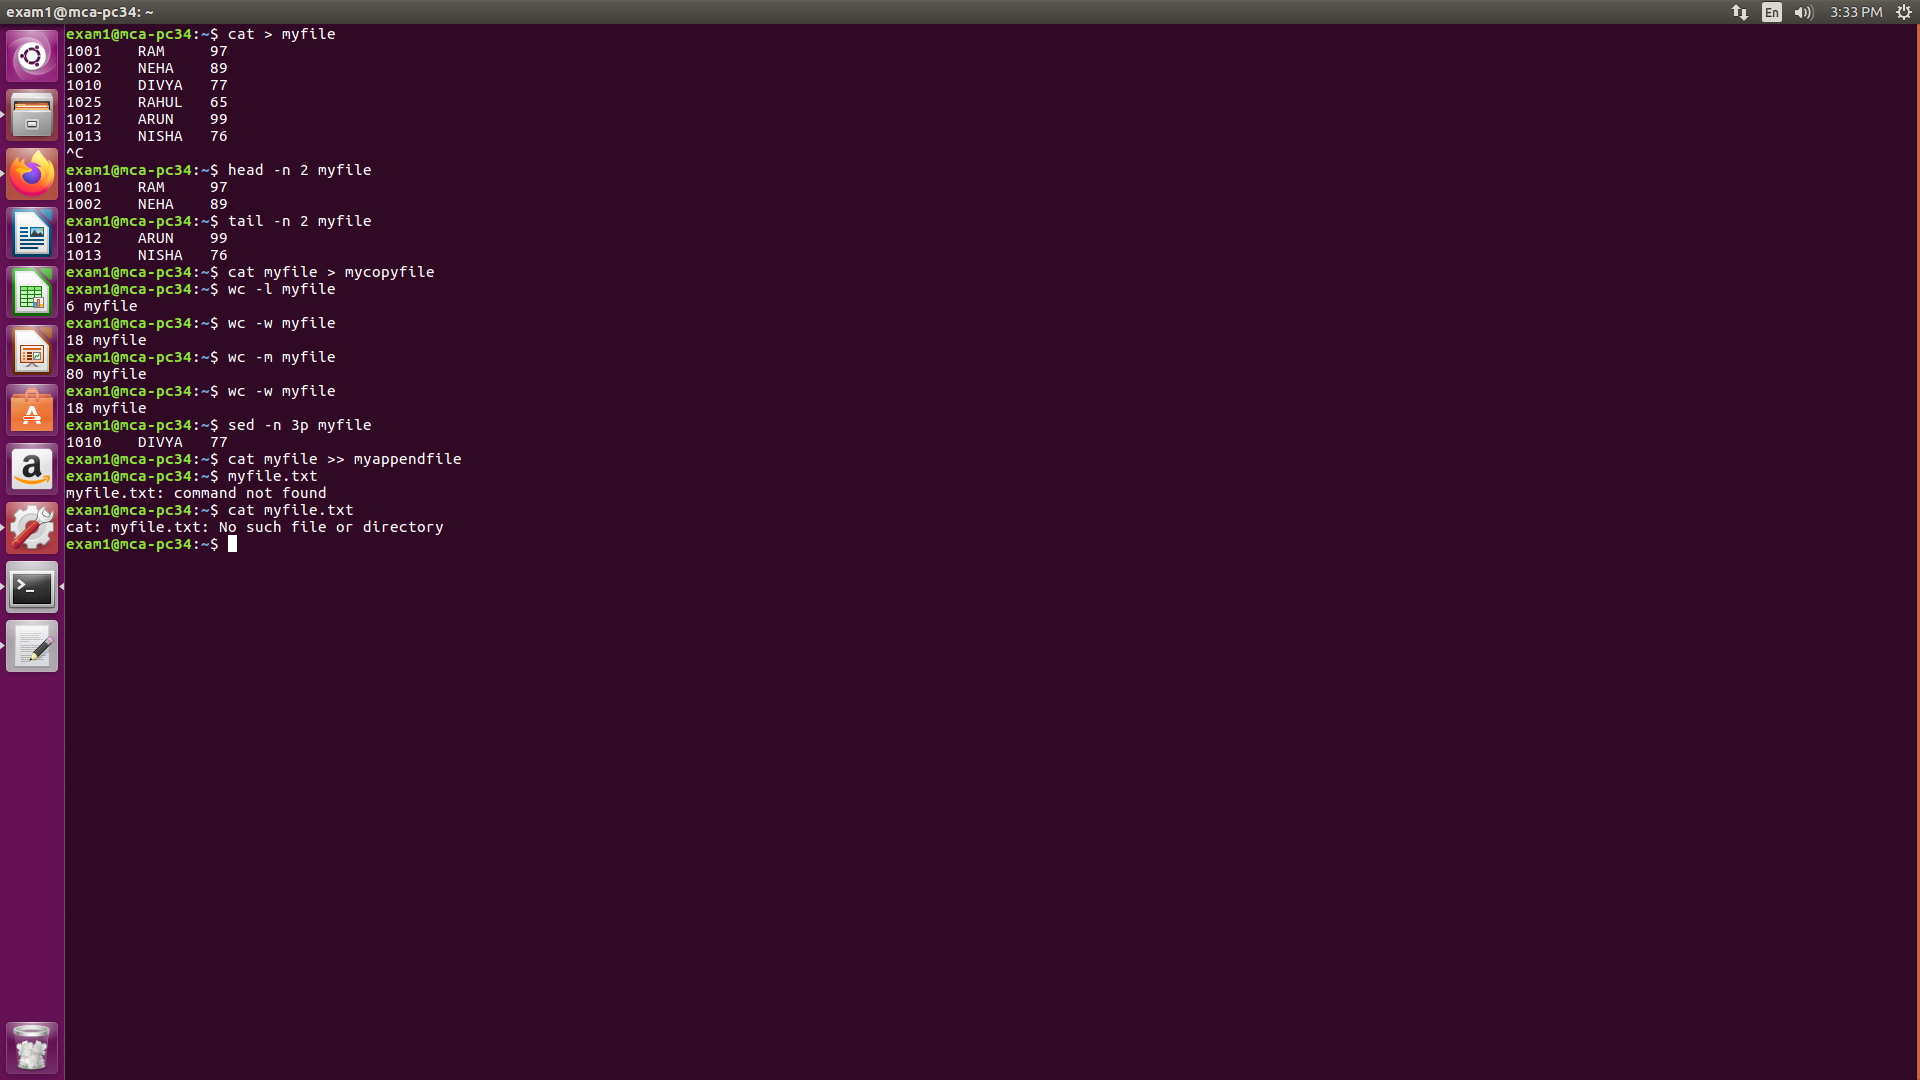 exam1@mca-pc34: ~
En
3:33 PM
exam1@mca-pc34:~$ cat > myfile
1001    RAM     97
1002    NEHA    89
1010    DIVYA   77
1025    RAHUL   65
1012    ARUN    99
1013    NISHA   76
^C
exam1@mca-pc34:~$ head -n 2 myfile
1001    RAM     97
1002    NEHA    89
exam1@mca-pc34:~$ tail -n 2 myfile
1012    ARUN    99
1013    NISHA   76
exam1@mca-pc34:~$ cat myfile > mycopyfile
exam1@mca-pc34:~$ wc -l myfile
6 myfile
exam1@mca-pc34:~$ wc -w myfile
18 myfile
exam1@mca-pc34:~$ wc -m myfile
80 myfile
exam1@mca-pc34:~$ wc -w myfile
18 myfile
exam1@mca-pc34:~$ sed -n 3p myfile
1010    DIVYA   77
exam1@mca-pc34:~$ cat myfile >> myappendfile
exam1@mca-pc34:~$ myfile.txt
myfile.txt: command not found
exam1@mca-pc34:~$ cat myfile.txt
cat: myfile.txt: No such file or directory
exam1@mca-pc34:~$